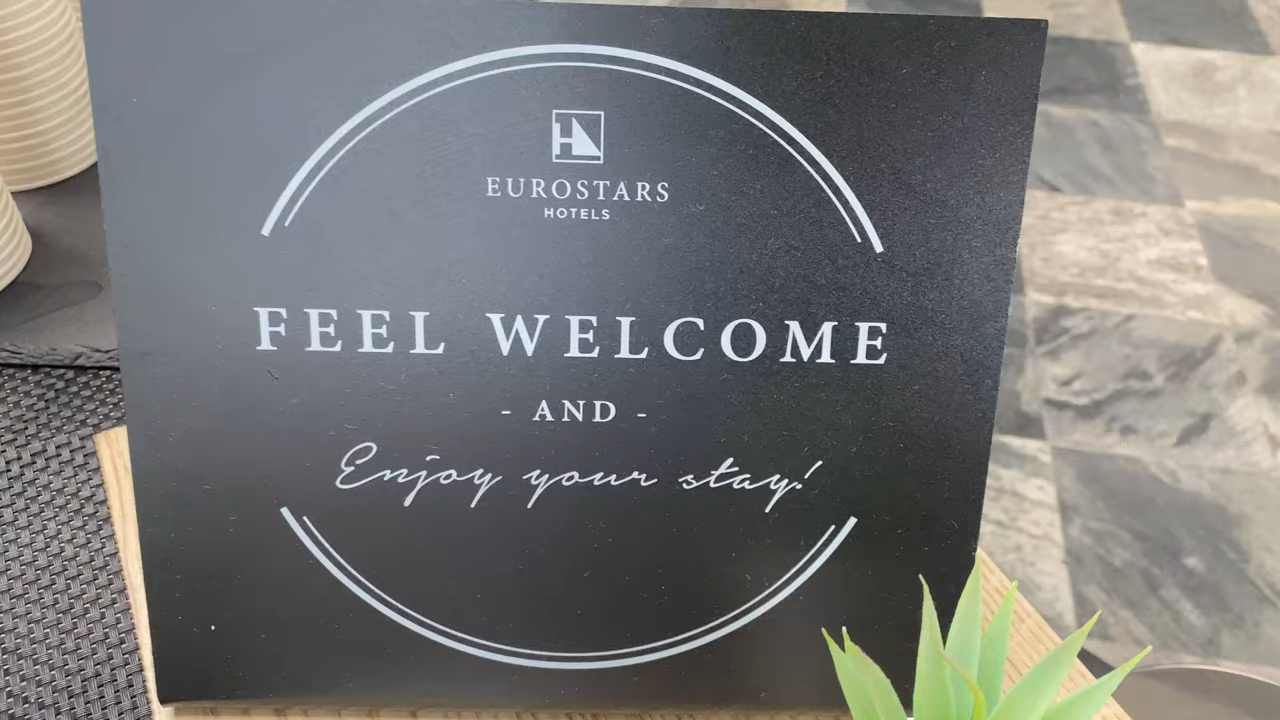 EUROSTARS
HOTELS
FEEL WELCOME
- AND -
Enjoy your stay!